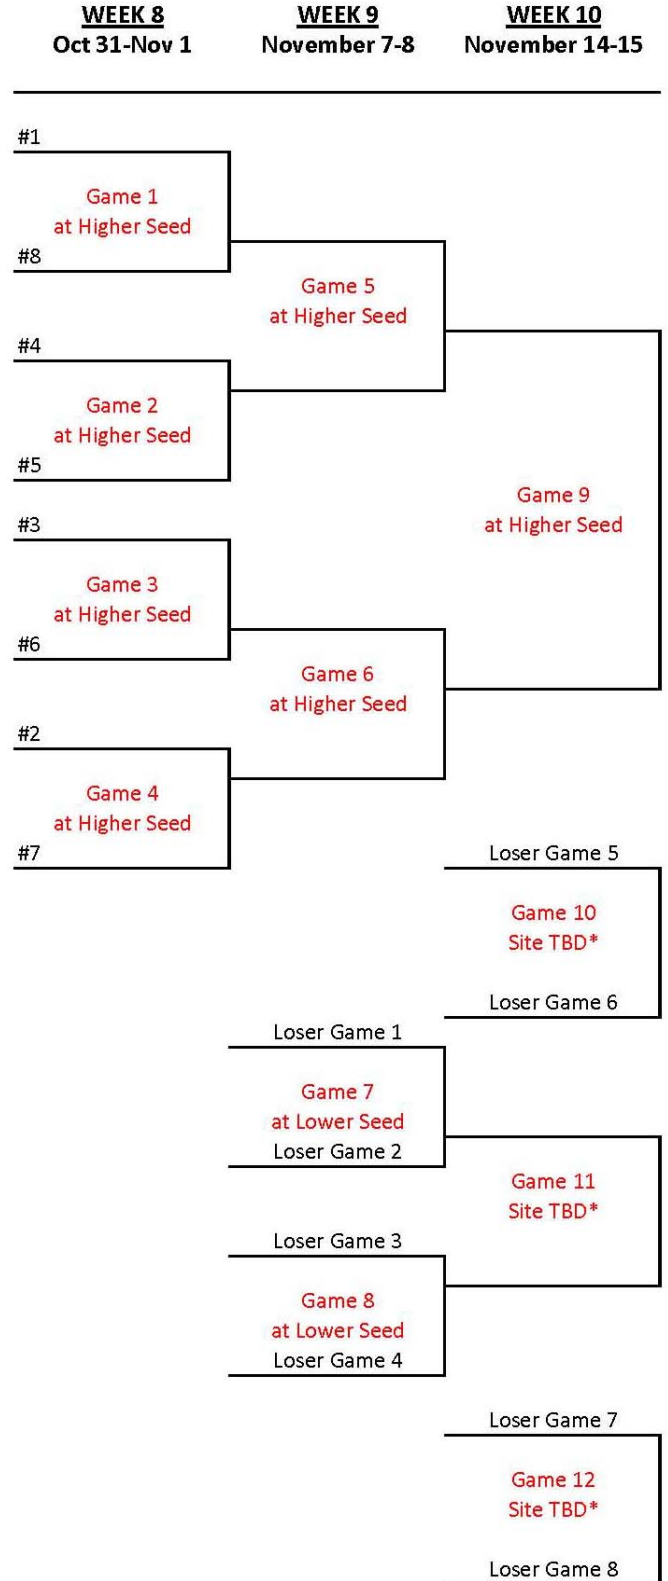 WEEK 8
Oct 31-Nov 1
WEEK 9
November 7-8
WEEK 10
November 14-15
#1
Game 1
at Higher Seed
#8
Game 5
at Higher Seed
#4
Game 2
at Higher Seed
#5
Game 9
at Higher Seed
#3
Game 3
at Higher Seed
#6
Game 6
at Higher Seed
#2
Game 4
at Higher Seed
#7
Loser Game 5
Game 10
Site TBD*
Loser Game 6
Loser Game 1
Game 7
at Lower Seed
Loser Game 2
Game 11
Site TBD*
Loser Game 3
Game 8
at Lower Seed
Loser Game 4
Loser Game 7
Game 12
Site TBD*
Loser Game 8